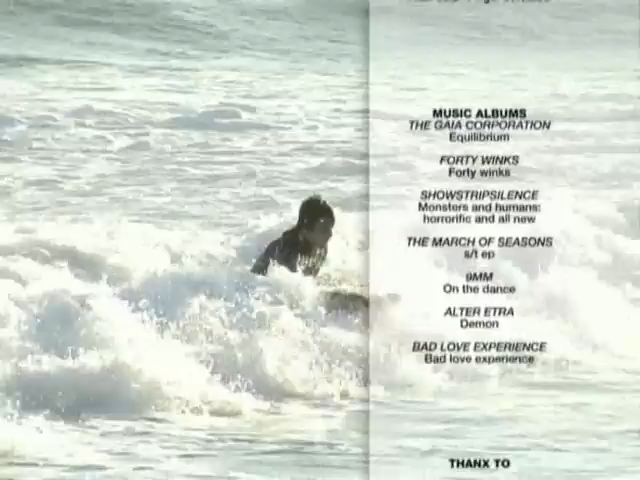 MUSIC ALBUMS
THE GAIA CORPORATION
Equilibrium
FORTY WINKS
Forty winks
SHOWSTRIPSILENCE
Monsters and humans:
horrorific and all new
THE MARCH OF SEASONS
s/t ep
9MM
On the dance
ALTER ETRA
Demon
BAD LOVE EXPERIENCE
Bad love experience
THANX TO